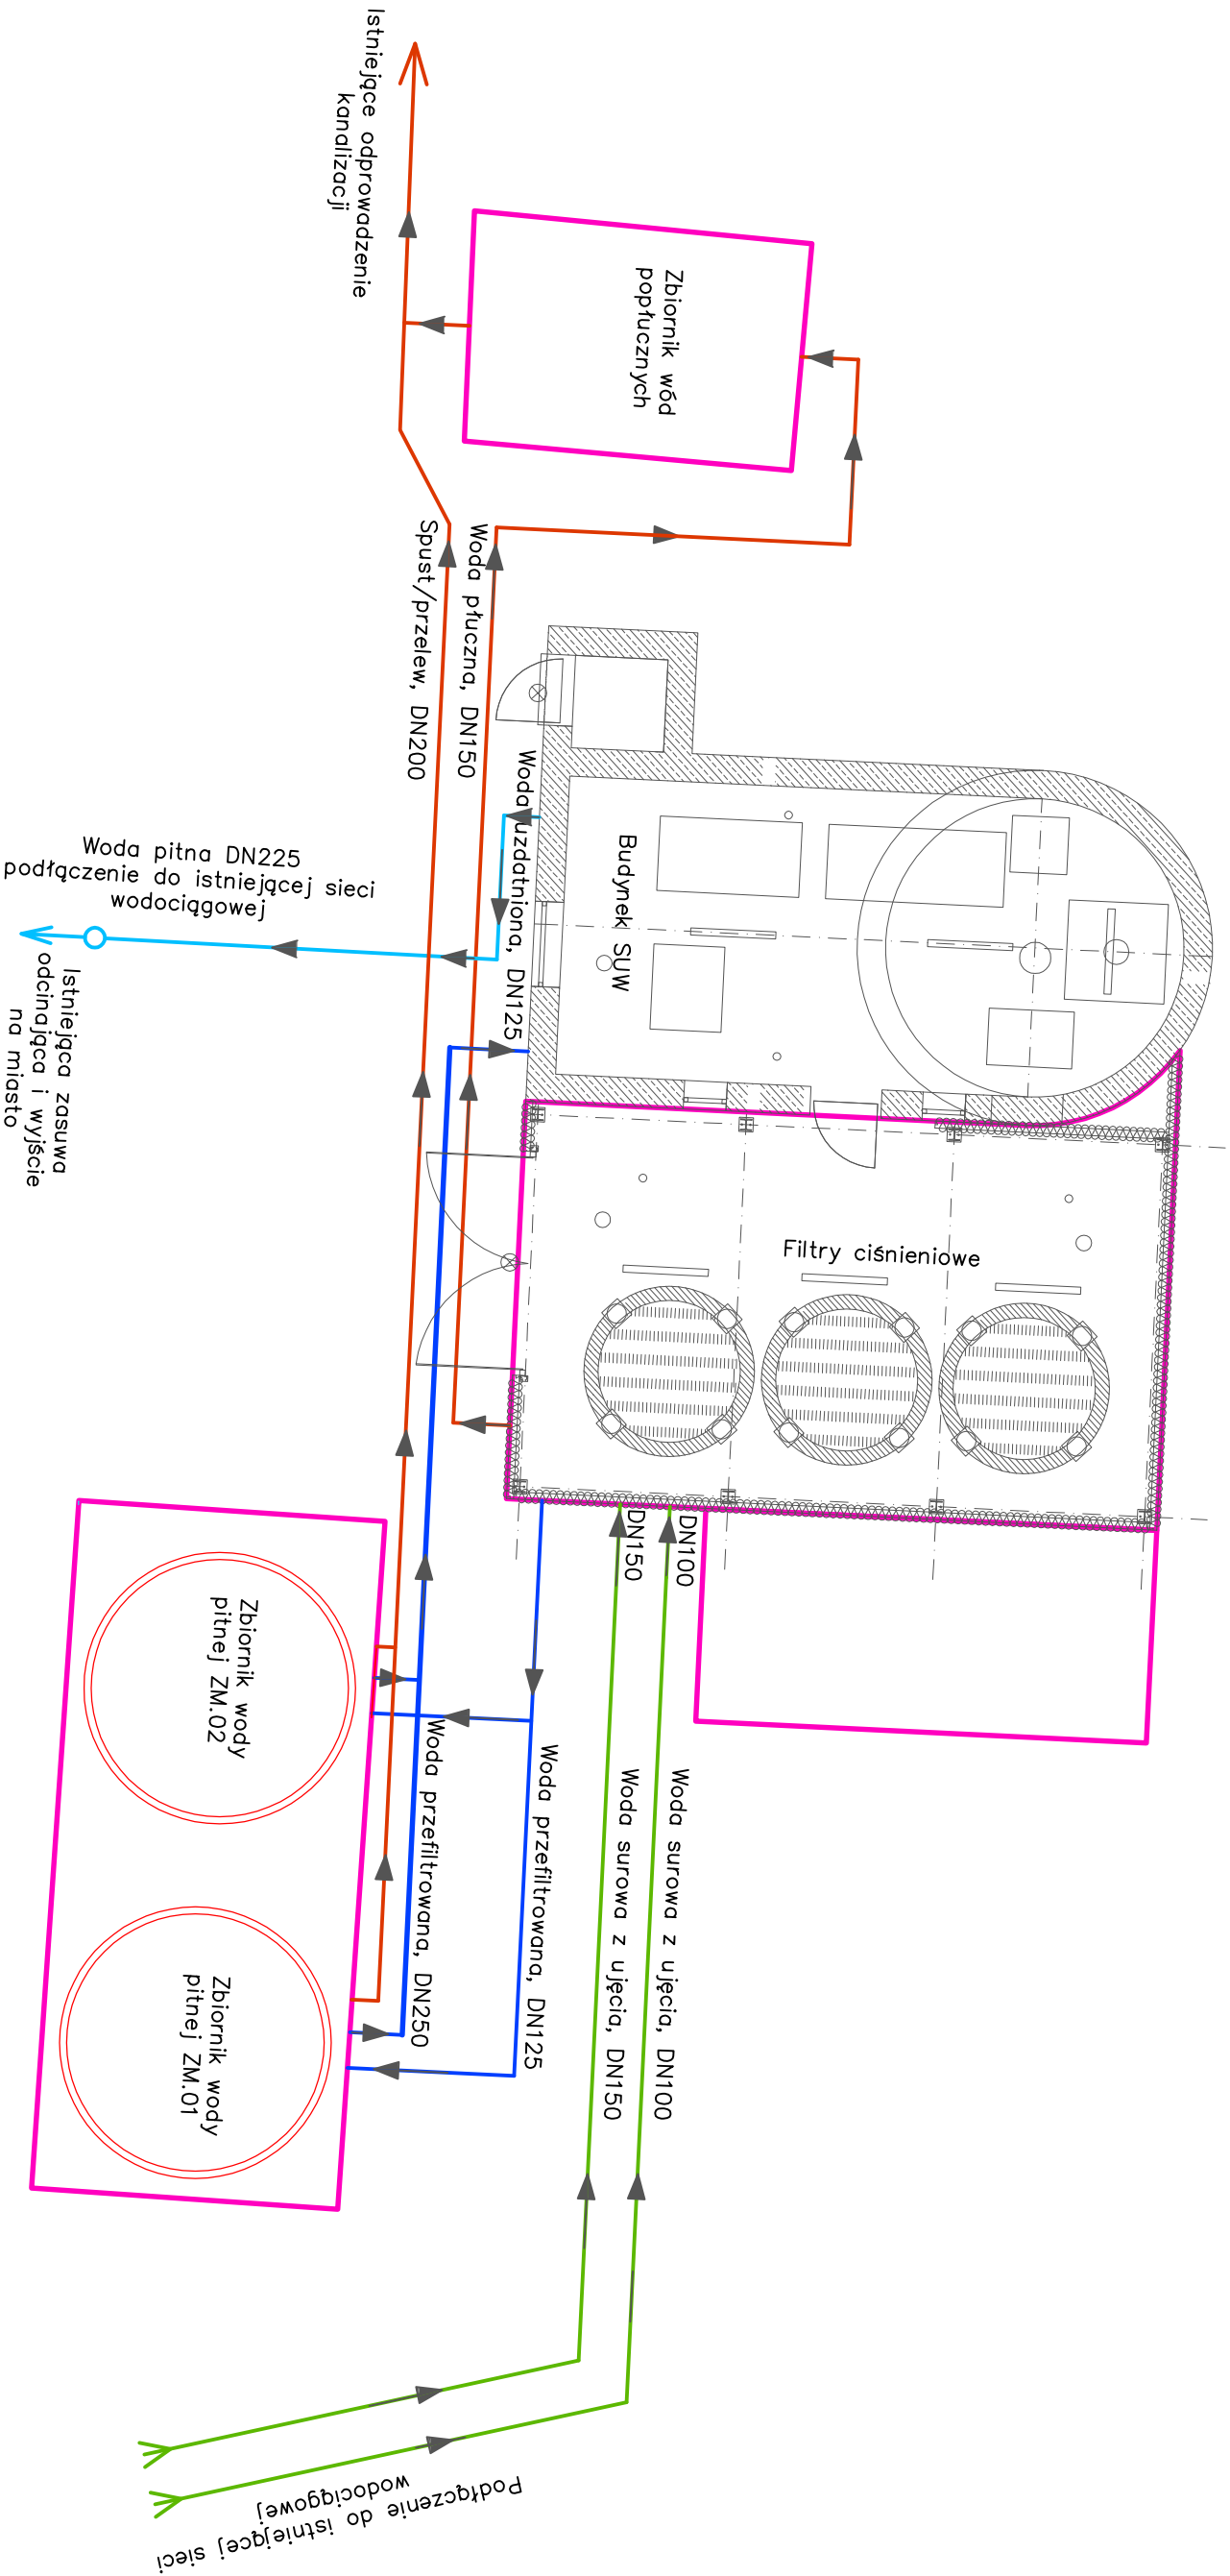 Istniejące odprowadzenie
kanalizacji
Zbiornik wód
popłucznych
Woda płuczna, DN150
Spust/przelew, DN200
Woda uzdatniona, DN125
Budynek SUW
Woda pitna DN225
podłączenie do istniejącej sieci
wodociągowej
Istniejąca zasuwa
odcinająca i wyjście
na miasto
Filtry ciśnieniowe
DN100
DN150
Zbiornik wody
pitnej ZM.02
Woda przefiltrowana, DN250
Woda przefiltrowana, DN125
Woda surowa z ujęcia, DN150
Woda surowa z ujęcia, DN100
Zbiornik wody
pitnej ZM.01
Podłączenie do istniejącej sieci
wodociągowej